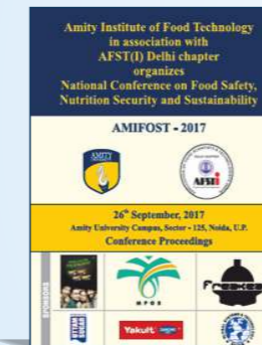 Amity Institute of Food Technology
in association with
AFST(I) Delhi chapter
organizes
National Conference on Food Safety,
Nutrition Security and Sustainability
AMIFOST - 2017
AMITY
AFSTI
26th September, 2017
Amity University Campus, Sector - 125, Noida, U.P.
Conference Proceedings
SPONSORS
MPOB
Yakult